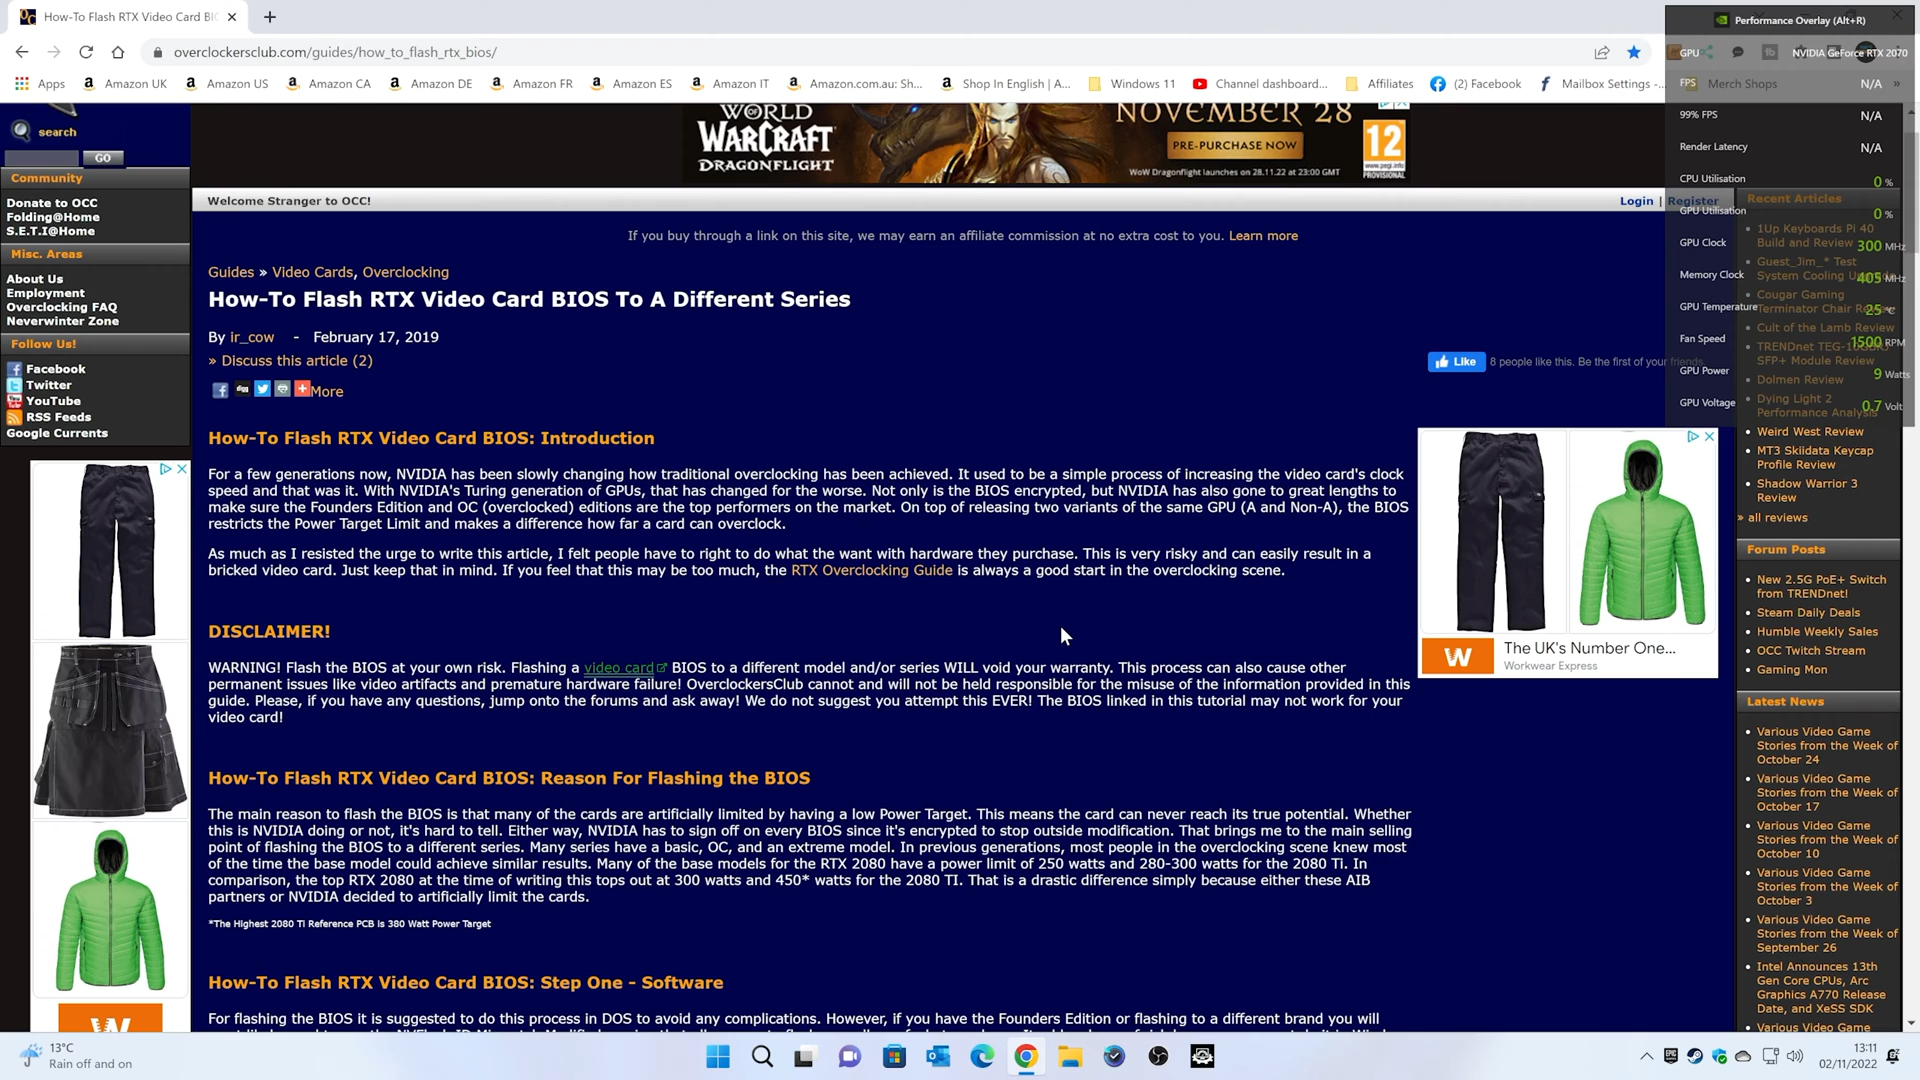 How-To Flash RTX Video Card BIO
overclockersclub.com/guides/how_to_flash_rtx_bios/
Apps
Amazon UK
Amazon US
Amazon CA
Amazon DE
Amazon FR
Amazon ES
Amazon IT
Amazon.com.au: Sh...
Shop In English | A...
Windows 11
Channel dashboard...
Affiliates
(2) Facebook
Mailbox Settings -...
Merch Shops
»
Performance Overlay (Alt+R)
GPU
NVIDIA GeForce RTX 2070
FPS
N/A
99% FPS
N/A
Render Latency
N/A
CPU Utilisation
0 %
GPU Utilisation
0 %
GPU Clock
300 MHz
Memory Clock
405 MHz
GPU Temperature
25 °C
Fan Speed
1500 RPM
GPU Power
9 Watts
GPU Voltage
0.7 Volt
search
GO
Community
Donate to OCC
Folding@Home
S.E.T.I@Home
Misc. Areas
About Us
Employment
Overclocking FAQ
Neverwinter Zone
Follow Us!
Facebook
Twitter
YouTube
RSS Feeds
Google Currents
WORLD
WARCRAFT
DRAGONFLIGHT
NOVEMBER 28
PRE-PURCHASE NOW
WoW Dragonflight launches on 28.11.22 at 23:00 GMT
12
www.pegi.info
PROVISIONAL
Welcome Stranger to OCC!
Login | Register
If you buy through a link on this site, we may earn an affiliate commission at no extra cost to you. Learn more
Guides » Video Cards, Overclocking
How-To Flash RTX Video Card BIOS To A Different Series
By ir_cow - February 17, 2019
» Discuss this article (2)
More
Like
8 people like this. Be the first of your friends.
How-To Flash RTX Video Card BIOS: Introduction
For a few generations now, NVIDIA has been slowly changing how traditional overclocking has been achieved. It used to be a simple process of increasing the video card's clock
speed and that was it. With NVIDIA's Turing generation of GPUs, that has changed for the worse. Not only is the BIOS encrypted, but NVIDIA has also gone to great lengths to
make sure the Founders Edition and OC (overclocked) editions are the top performers on the market. On top of releasing two variants of the same GPU (A and Non-A), the BIOS
restricts the Power Target Limit and makes a difference how far a card can overclock.
As much as I resisted the urge to write this article, I felt people have to right to do what the want with hardware they purchase. This is very risky and can easily result in a
bricked video card. Just keep that in mind. If you feel that this may be too much, the RTX Overclocking Guide is always a good start in the overclocking scene.
DISCLAIMER!
WARNING! Flash the BIOS at your own risk. Flashing a video card BIOS to a different model and/or series WILL void your warranty. This process can also cause other
permanent issues like video artifacts and premature hardware failure! OverclockersClub cannot and will not be held responsible for the misuse of the information provided in this
guide. Please, if you have any questions, jump onto the forums and ask away! We do not suggest you attempt this EVER! The BIOS linked in this tutorial may not work for your
video card!
How-To Flash RTX Video Card BIOS: Reason For Flashing the BIOS
The main reason to flash the BIOS is that many of the cards are artificially limited by having a low Power Target. This means the card can never reach its true potential. Whether
this is NVIDIA doing or not, it's hard to tell. Either way, NVIDIA has to sign off on every BIOS since it's encrypted to stop outside modification. That brings me to the main selling
point of flashing the BIOS to a different series. Many series have a basic, OC, and an extreme model. In previous generations, most people in the overclocking scene knew most
of the time the base model could achieve similar results. Many of the base models for the RTX 2080 have a power limit of 250 watts and 280-300 watts for the 2080 Ti. In
comparison, the top RTX 2080 at the time of writing this tops out at 300 watts and 450* watts for the 2080 TI. That is a drastic difference simply because either these AIB
partners or NVIDIA decided to artificially limit the cards.
*The Highest 2080 TI Reference PCB is 380 Watt Power Target
How-To Flash RTX Video Card BIOS: Step One - Software
For flashing the BIOS it is suggested to do this process in DOS to avoid any complications. However, if you have the Founders Edition or flashing to a different brand you will
The UK's Number One...
Workwear Express
Recent Articles
1Up Keyboards Pi 40
Build and Review
Guest_Jim_* Test
System Cooling
Cougar Gaming
Terminator Chair
Cult of the Lamb Review
TRENDnet
SFP+ Module Review
Dolmen Review
Dying Light 2
Performance Analysis
Weird West Review
MT3 Skiidata Keycap
Profile Review
Shadow Warrior 3
Review
» all reviews
Forum Posts
New 2.5G PoE+ Switch
from TRENDnet!
Steam Daily Deals
Humble Weekly Sales
OCC Twitch Stream
Gaming Mon
Latest News
Various Video Game
Stories from the Week of
October 24
Various Video Game
Stories from the Week of
October 17
Various Video Game
Stories from the Week of
October 10
Various Video Game
Stories from the Week of
October 3
Various Video Game
Stories from the Week of
September 26
Intel Announces 13th
Gen Core CPUs, Arc
Graphics A770 Release
Date, and XeSS SDK
Various Video Game
13°C
Rain off and on
13:11
02/11/2022